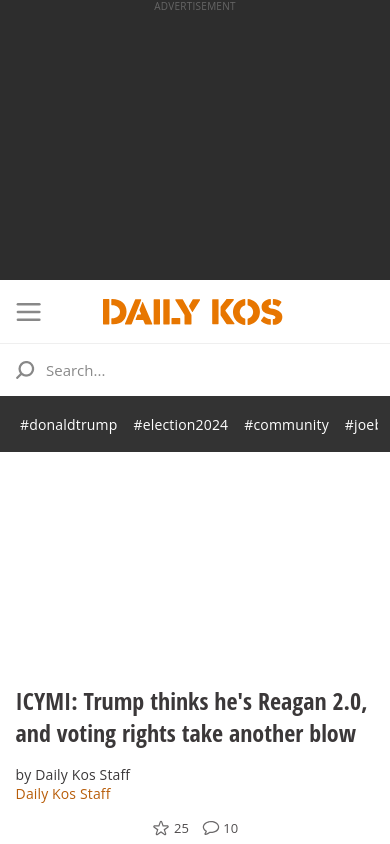 ADVERTISEMENT
DAILY KOS
Search...
#donaldtrump #election2024 #community
ICYMI: Trump thinks he's Reagan 2.0,
and voting rights take another blow
by Daily Kos Staff
Daily Kos Staff
25 10